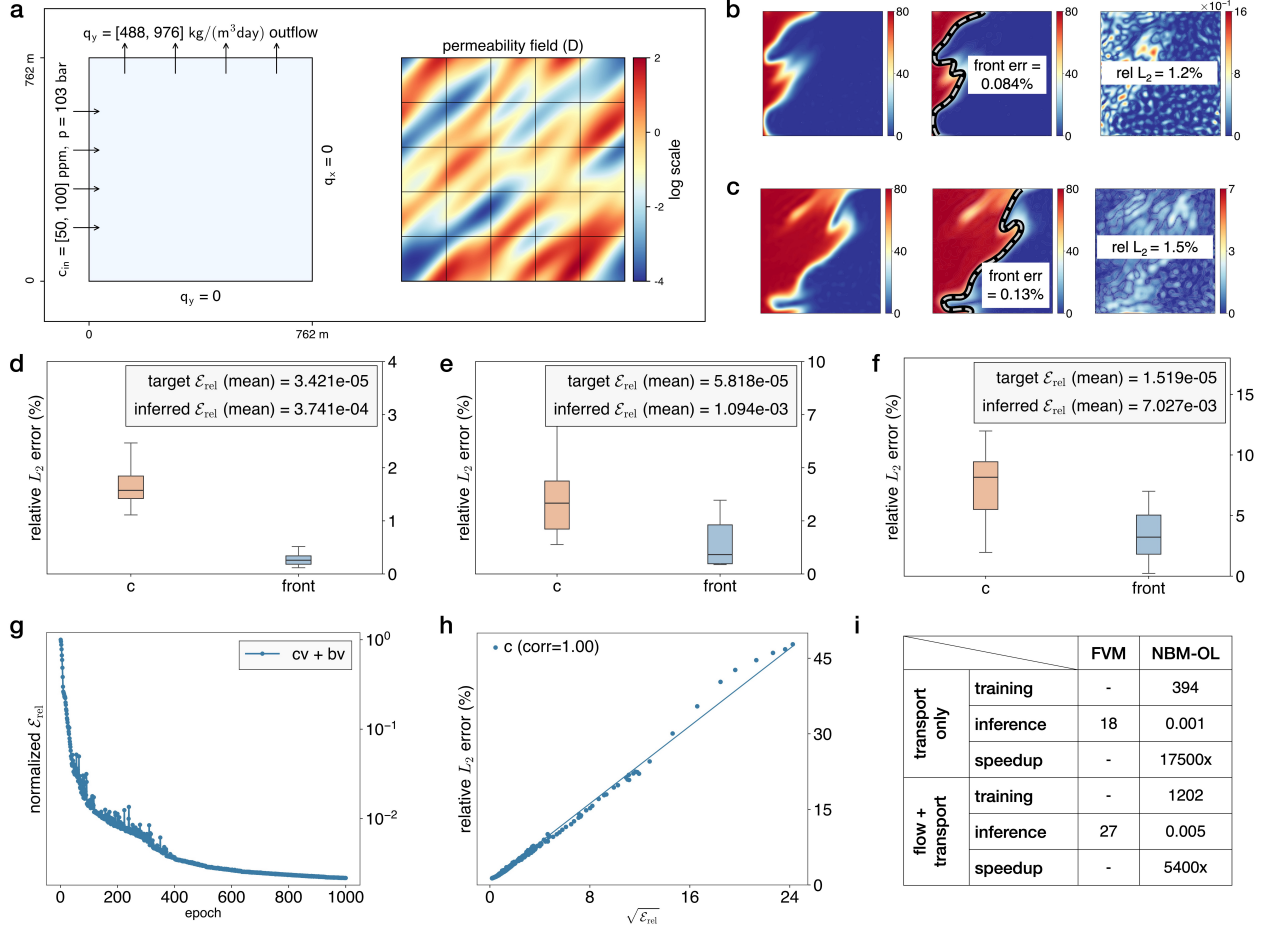 a
q_y = [488, 976] kg/(m³day) outflow
762 m
c_in = [50, 100] ppm, p = 103 bar
q_x = 0
0
q_y = 0
0
762 m
permeability field (D)
2
0
-2
-4
log scale
b
80
40
0
front err =
0.084%
80
40
0
×10⁻¹
16
8
0
rel L₂ = 1.2%
c
80
40
0
front err
= 0.13%
80
40
0
7
3
0
rel L₂ = 1.5%
d
relative L₂ error (%)
target ℰ_rel (mean) = 3.421e-05
inferred ℰ_rel (mean) = 3.741e-04
4
3
2
1
0
c
front
e
relative L₂ error (%)
target ℰ_rel (mean) = 5.818e-05
inferred ℰ_rel (mean) = 1.094e-03
10
7
5
2
0
c
front
f
relative L₂ error (%)
target ℰ_rel (mean) = 1.519e-05
inferred ℰ_rel (mean) = 7.027e-03
15
10
5
0
c
front
g
normalized ℰ_rel
cv + bv
10⁰
10⁻¹
10⁻²
0 200 400 600 800 1000
epoch
h
relative L₂ error (%)
c (corr=1.00)
45
30
15
0
0 8 16 24
√ℰ_rel
i
FVM NBM-OL
transport only
training - 394
inference 18 0.001
speedup - 17500x
flow + transport
training - 1202
inference 27 0.005
speedup - 5400x